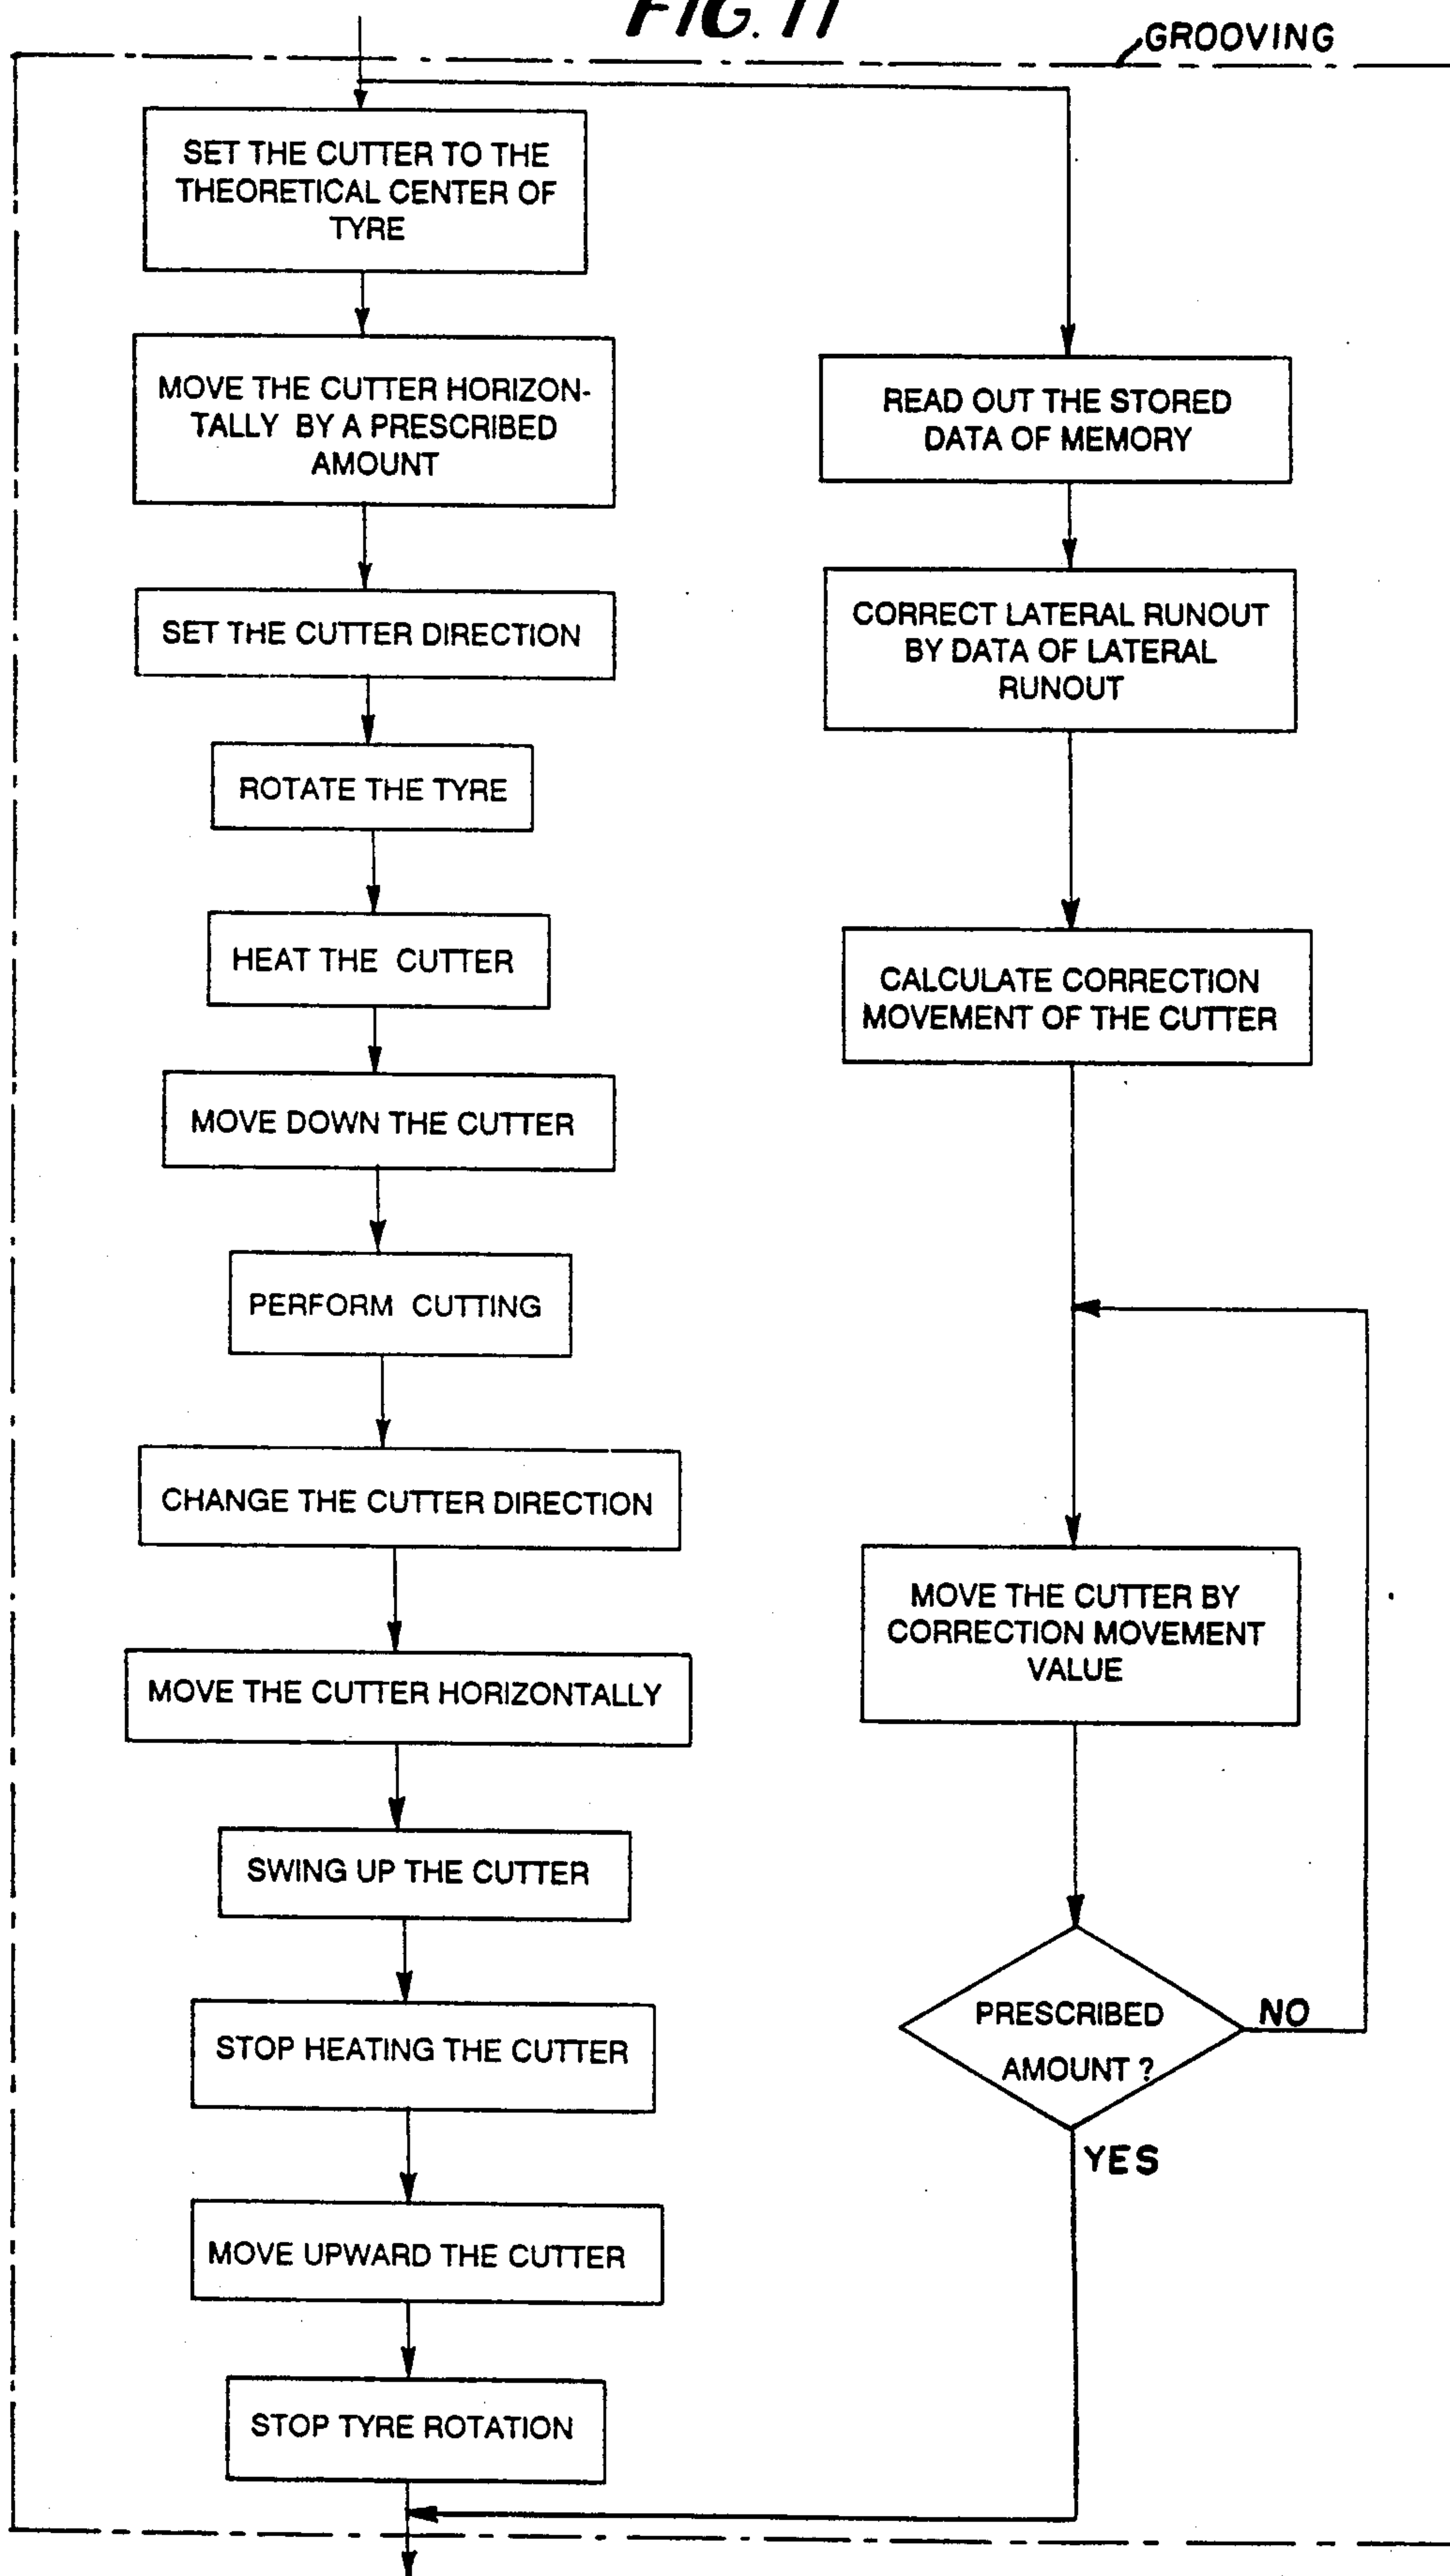 FIG. 11
GROOVING
SET THE CUTTER TO THE
THEORETICAL CENTER OF
TYRE
MOVE THE CUTTER HORIZON-
TALLY BY A PRESCRIBED
AMOUNT
SET THE CUTTER DIRECTION
ROTATE THE TYRE
HEAT THE CUTTER
MOVE DOWN THE CUTTER
PERFORM CUTTING
CHANGE THE CUTTER DIRECTION
MOVE THE CUTTER HORIZONTALLY
SWING UP THE CUTTER
STOP HEATING THE CUTTER
MOVE UPWARD THE CUTTER
STOP TYRE ROTATION
READ OUT THE STORED
DATA OF MEMORY
CORRECT LATERAL RUNOUT
BY DATA OF LATERAL
RUNOUT
CALCULATE CORRECTION
MOVEMENT OF THE CUTTER
MOVE THE CUTTER BY
CORRECTION MOVEMENT
VALUE
PRESCRIBED
AMOUNT ?
NO
YES